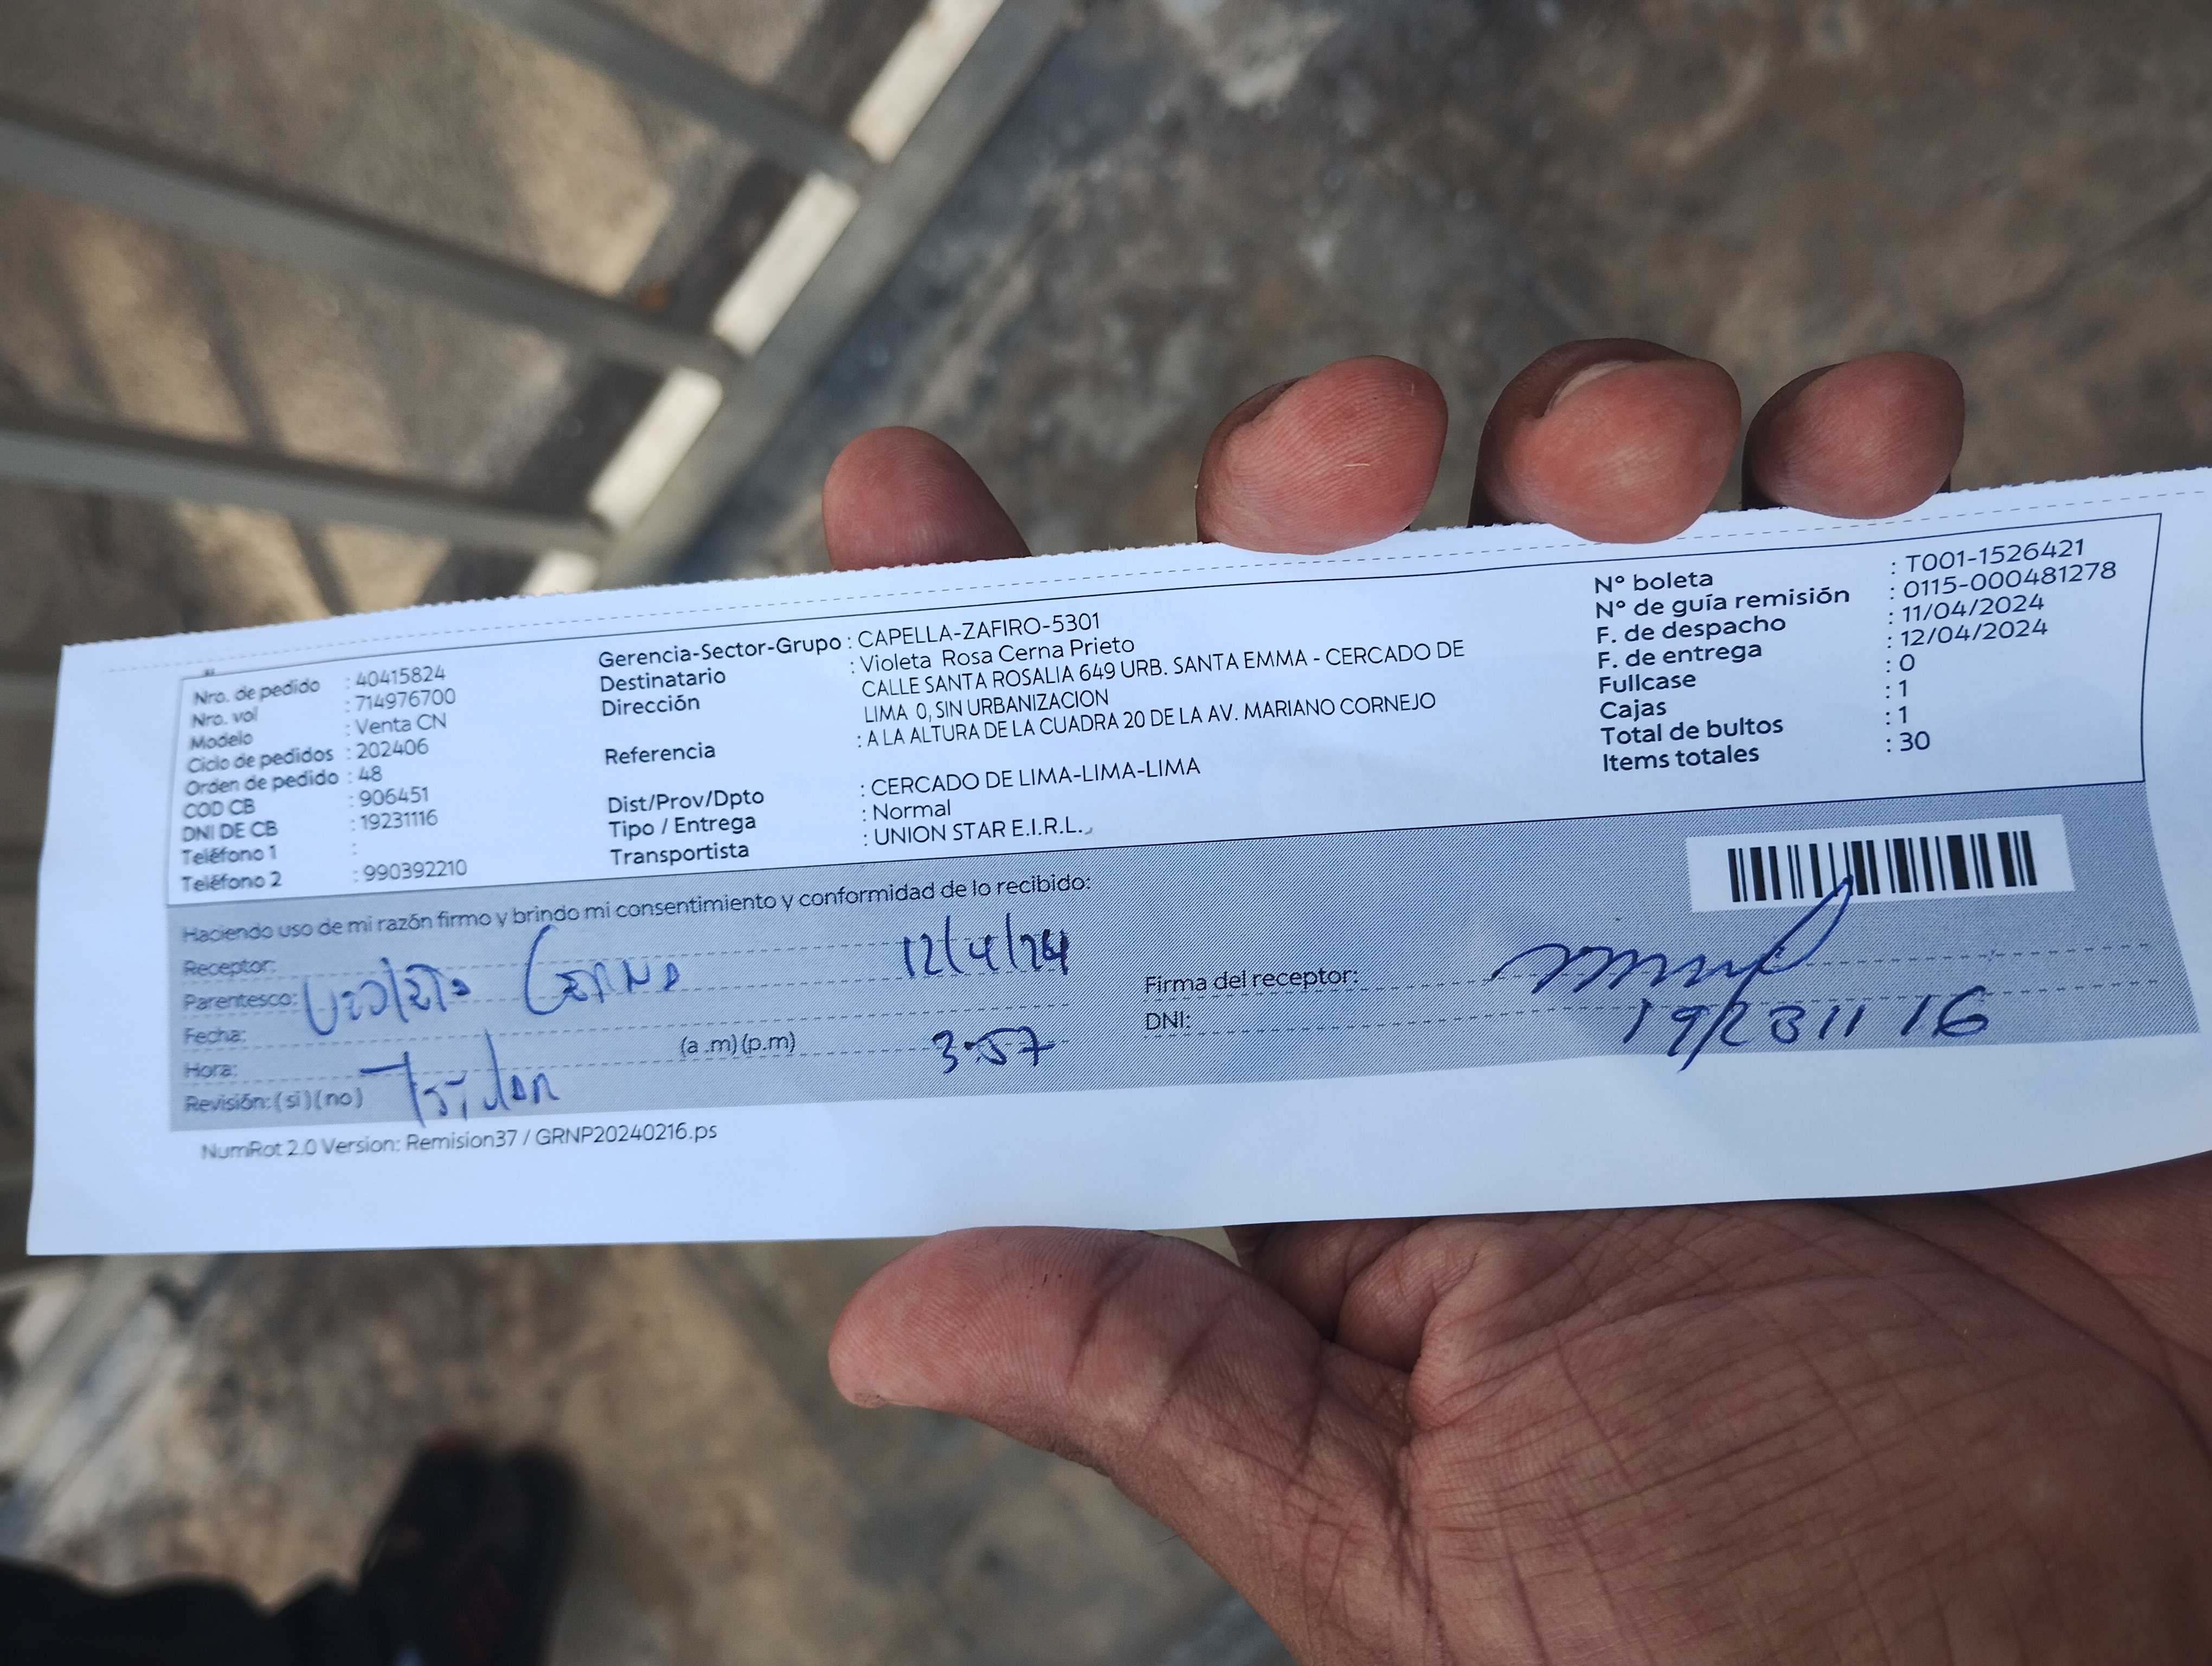 Nro. de pedido : 40415824
Nro. vol : 714976700
Modelo : Venta CN
Ciclo de pedidos : 202406
Orden de pedido : 48
COD CB : 906451
DNI DE CB : 19231116
Teléfono 1 :
Teléfono 2 : 990392210
Gerencia-Sector-Grupo : CAPELLA-ZAFIRO-5301
Destinatario : Violeta Rosa Cerna Prieto
Dirección CALLE SANTA ROSALIA 649 URB. SANTA EMMA - CERCADO DE
LIMA 0, SIN URBANIZACION
Referencia : A LA ALTURA DE LA CUADRA 20 DE LA AV. MARIANO CORNEJO
Dist/Prov/Dpto : CERCADO DE LIMA-LIMA-LIMA
Tipo / Entrega : Normal
Transportista : UNION STAR E.I.R.L.
N° boleta : T001-1526421
N° de guía remisión : 0115-000481278
F. de despacho : 11/04/2024
F. de entrega : 12/04/2024
Fullcase : 0
Cajas : 1
Total de bultos : 1
Items totales : 30
Haciendo uso de mi razón firmo y brindo mi consentimiento y conformidad de lo recibido:
Receptor:
Parentesco: Violeta Cerna 12/4/24
Fecha:
Hora: (a .m) (p.m) 3:57
Revisión: (si) (no) Titular
Firma del receptor:
DNI: 19231116
NumRot 2.0 Version: Remision37 / GRNP20240216.ps